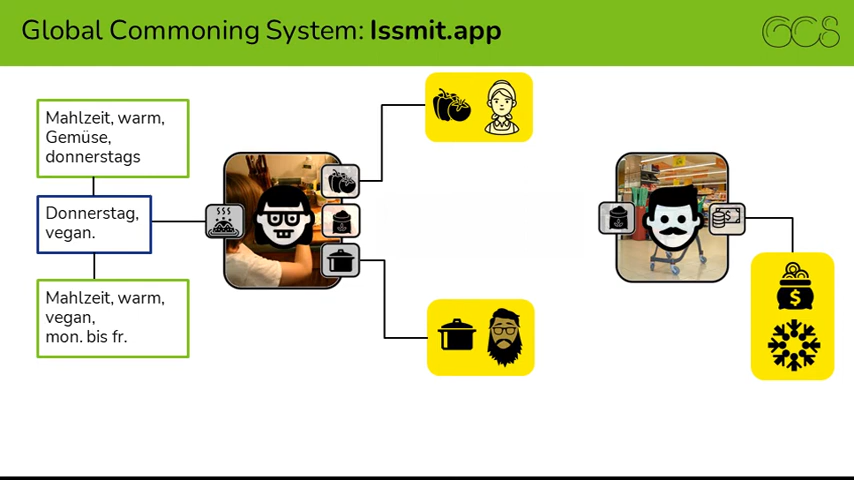 Global Commoning System: Issmit.app
GCS
Mahlzeit, warm,
Gemüse,
donnerstags
Donnerstag,
vegan.
Mahlzeit, warm,
vegan,
mon. bis fr.
$
$